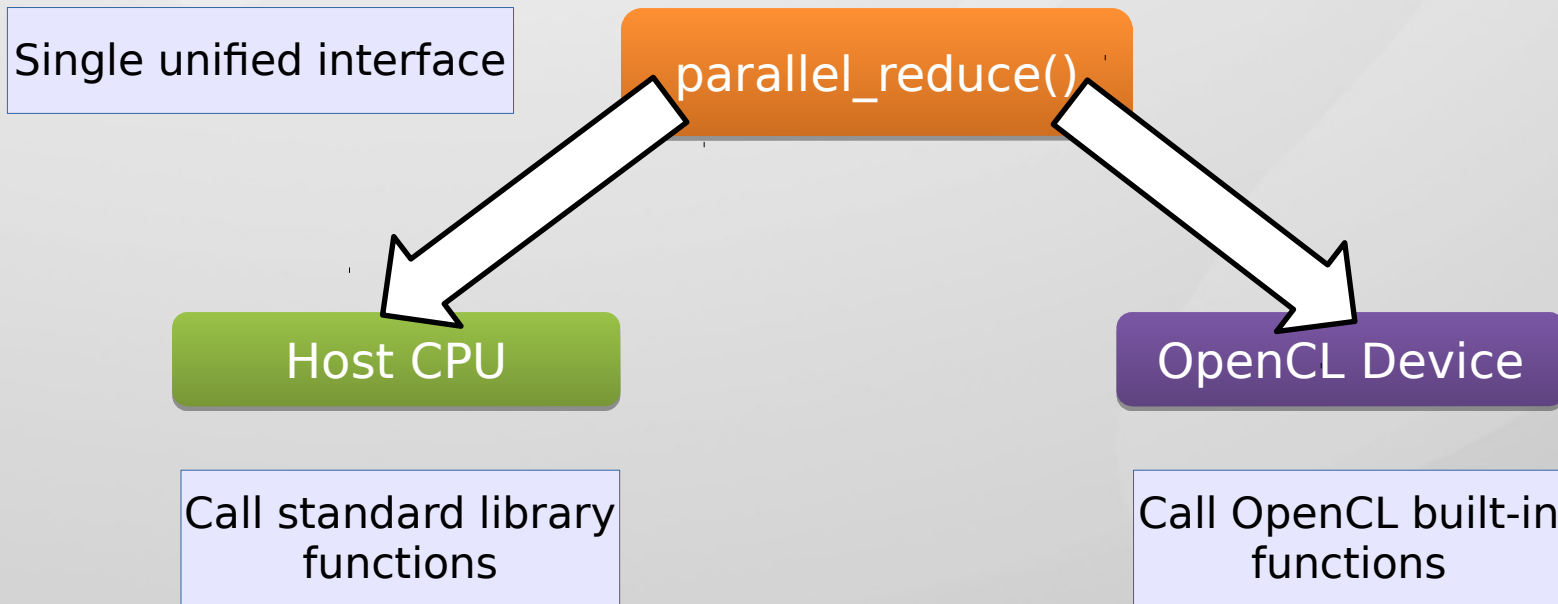 Single unified interface
parallel_reduce()
Host CPU
OpenCL Device
Call standard library
functions
Call OpenCL built-in
functions